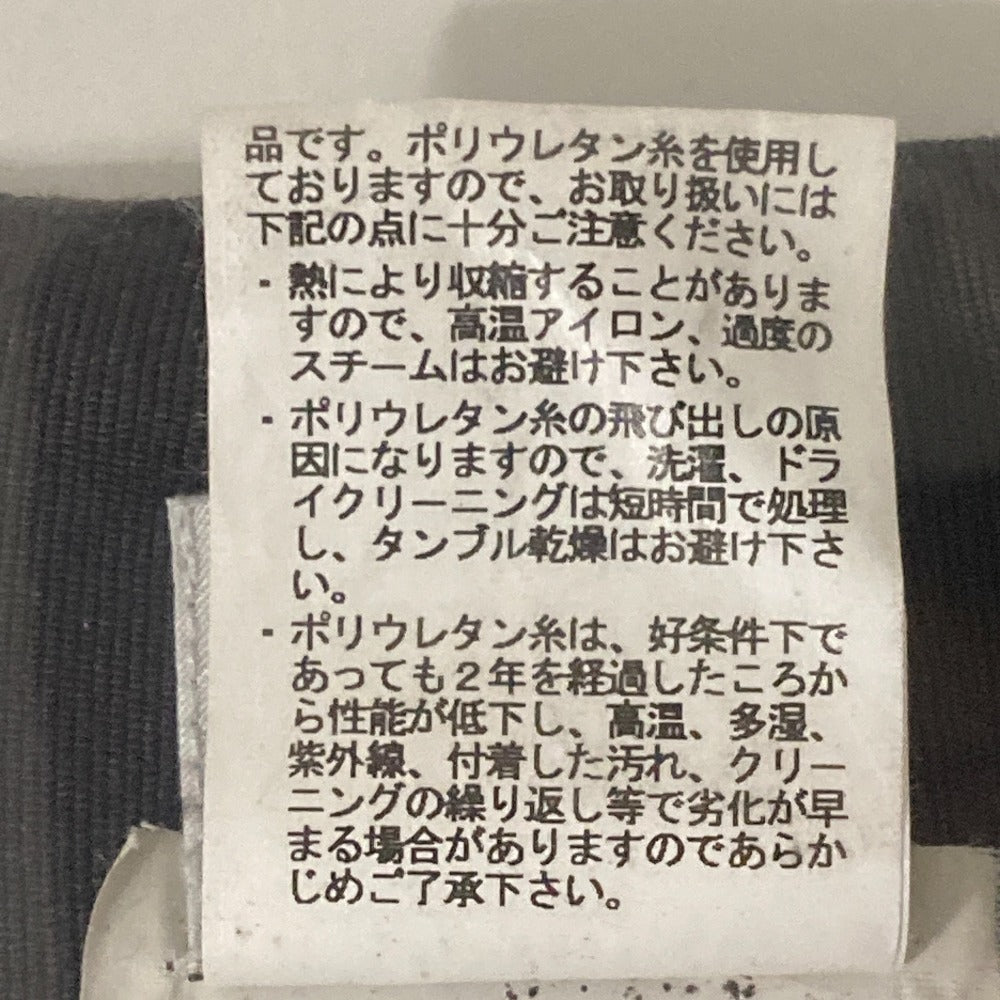 品です。ポリウレタン糸を使用し
ておりますので、お取り扱いには
下記の点に十分ご注意ください。
・熱により収縮することがありま
すので、高温アイロン、過度の
スチームはお避け下さい。
・ポリウレタン糸の飛び出しの原
因になりますので、洗濯、ドラ
イクリーニングは短時間で処理
し、タンブル乾燥はお避け下さ
い。
・ポリウレタン糸は、好条件下で
あっても２年を経過したころか
ら性能が低下し、高温、多湿、
紫外線、付着した汚れ、クリー
ニングの繰り返し等で劣化が早
まる場合がありますのであらか
じめご了承下さい。